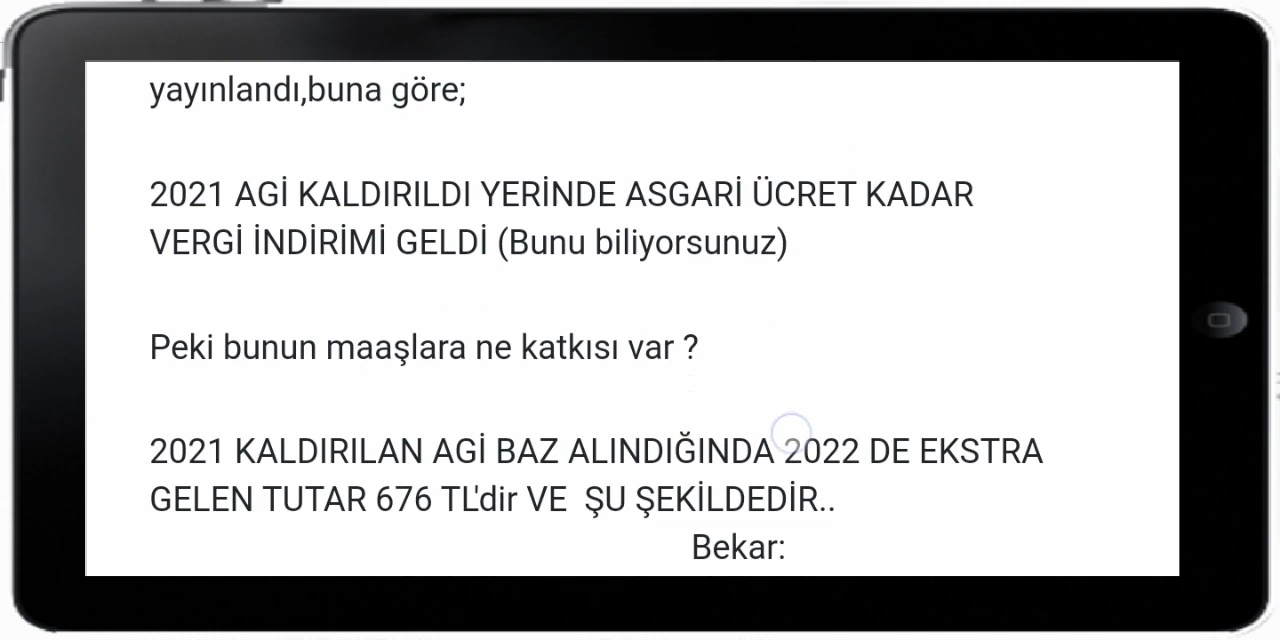 yayınlandı,buna göre;
2021 AGİ KALDIRILDI YERİNDE ASGARİ ÜCRET KADAR
VERGİ İNDİRİMİ GELDİ (Bunu biliyorsunuz)
Peki bunun maaşlara ne katkısı var ?
2021 KALDIRILAN AGİ BAZ ALINDIĞINDA 2022 DE EKSTRA
GELEN TUTAR 676 TL'dir VE  ŞU ŞEKİLDEDİR..
Bekar: